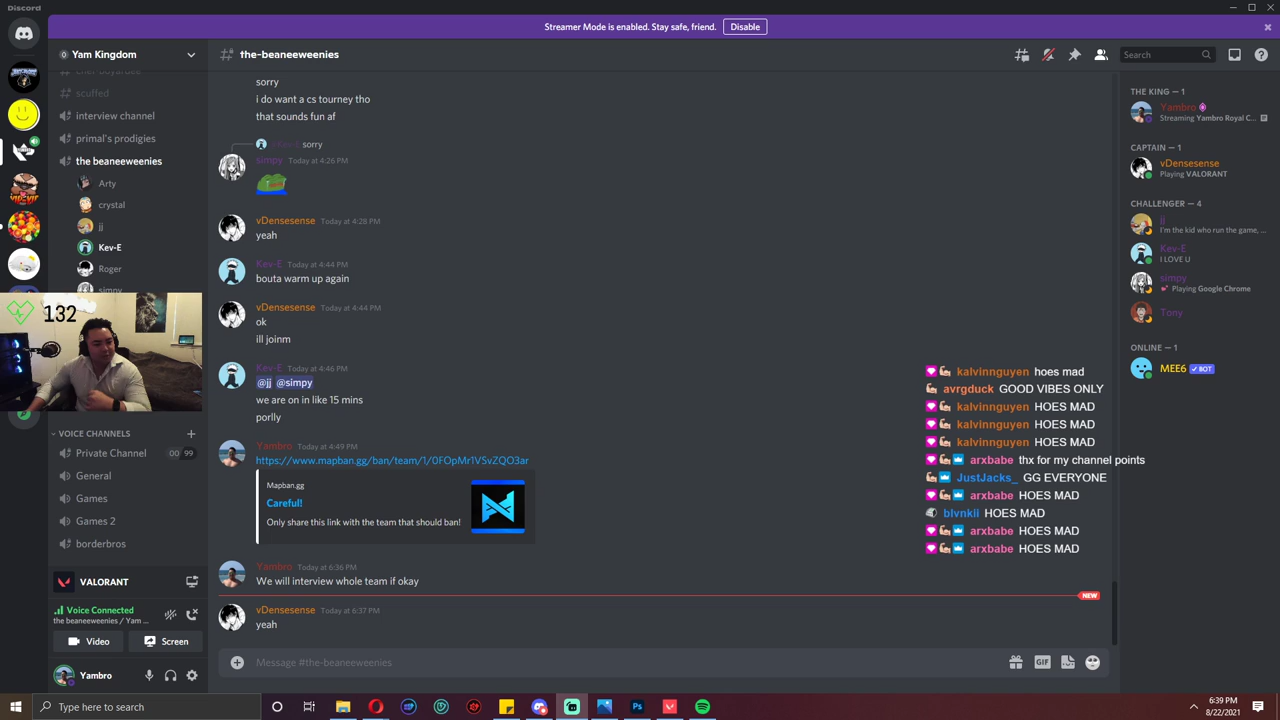 Discord
Streamer Mode is enabled. Stay safe, friend.
Disable
Yam Kingdom
the-beaneeweenies
Search
scuffed
interview channel
primal's prodigies
the beaneeweenies
Arty
crystal
jj
Kev-E
Roger
simpy
132
VOICE CHANNELS
Private Channel
00 99
General
Games
Games 2
borderbros
VALORANT
Voice Connected
the beaneeweenies / Yam ...
Video
Screen
Yambro
sorry
i do want a cs tourney tho
that sounds fun af
sorry
simpy Today at 4:26 PM
vDensesense Today at 4:28 PM
yeah
Kev-E Today at 4:44 PM
bouta warm up again
vDensesense Today at 4:44 PM
ok
ill joinm
Kev-E Today at 4:46 PM
@jj @simpy
we are on in like 15 mins
porlly
Yambro Today at 4:49 PM
https://www.mapban.gg/ban/team/1/0FOpMr1VSvZQO3ar
Mapban.gg
Careful!
Only share this link with the team that should ban!
Yambro Today at 6:36 PM
We will interview whole team if okay
NEW
vDensesense Today at 6:37 PM
yeah
Message #the-beaneeweenies
GIF
kalvinnguyen hoes mad
avrgduck GOOD VIBES ONLY
kalvinnguyen HOES MAD
kalvinnguyen HOES MAD
kalvinnguyen HOES MAD
arxbabe thx for my channel points
JustJacks_ GG EVERYONE
arxbabe HOES MAD
blvnkii HOES MAD
arxbabe HOES MAD
arxbabe HOES MAD
THE KING — 1
Yambro
Streaming Yambro Royal C...
CAPTAIN — 1
vDensesense
Playing VALORANT
CHALLENGER — 4
jj
I'm the kid who run the game, ...
Kev-E
I LOVE U
simpy
Playing Google Chrome
Tony
ONLINE — 1
MEE6 BOT
Type here to search
6:39 PM
8/22/2021